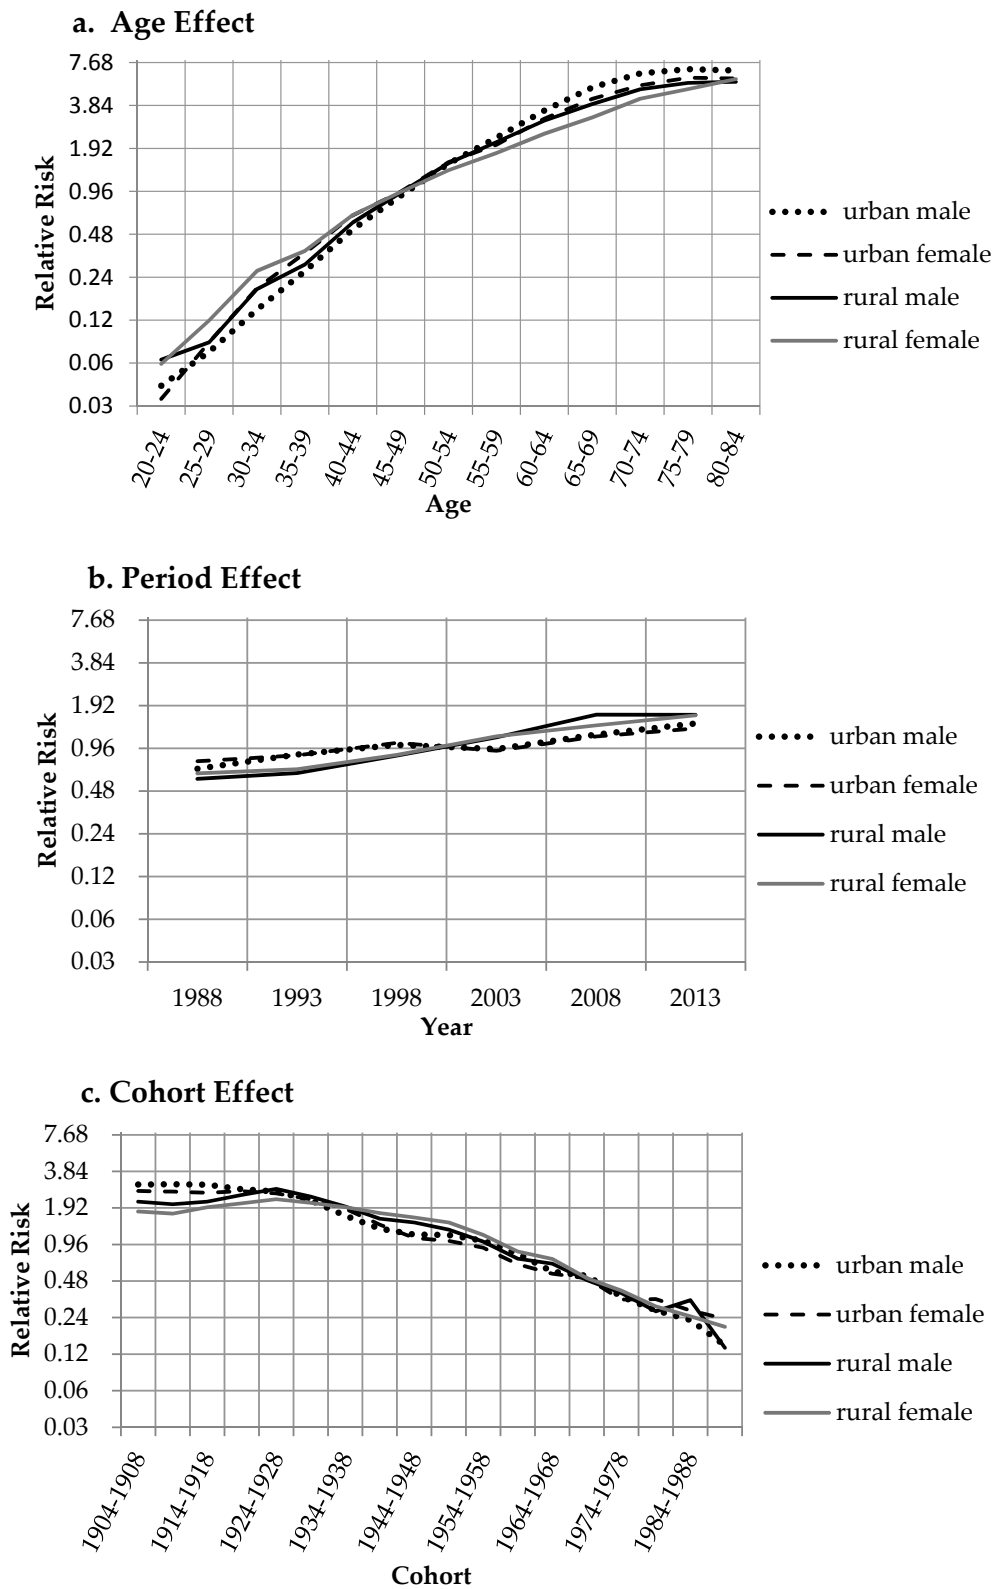 a. Age Effect
7.68
3.84
1.92
0.96
0.48
0.24
0.12
0.06
0.03
Relative Risk
20-24
25-29
30-34
35-39
40-44
45-49
50-54
55-59
60-64
65-69
70-74
75-79
80-84
Age
urban male
urban female
rural male
rural female
b. Period Effect
7.68
3.84
1.92
0.96
0.48
0.24
0.12
0.06
0.03
Relative Risk
1988 1993 1998 2003 2008 2013
Year
urban male
urban female
rural male
rural female
c. Cohort Effect
7.68
3.84
1.92
0.96
0.48
0.24
0.12
0.06
0.03
Relative Risk
1904-1908
1914-1918
1924-1928
1934-1938
1944-1948
1954-1958
1964-1968
1974-1978
1984-1988
Cohort
urban male
urban female
rural male
rural female